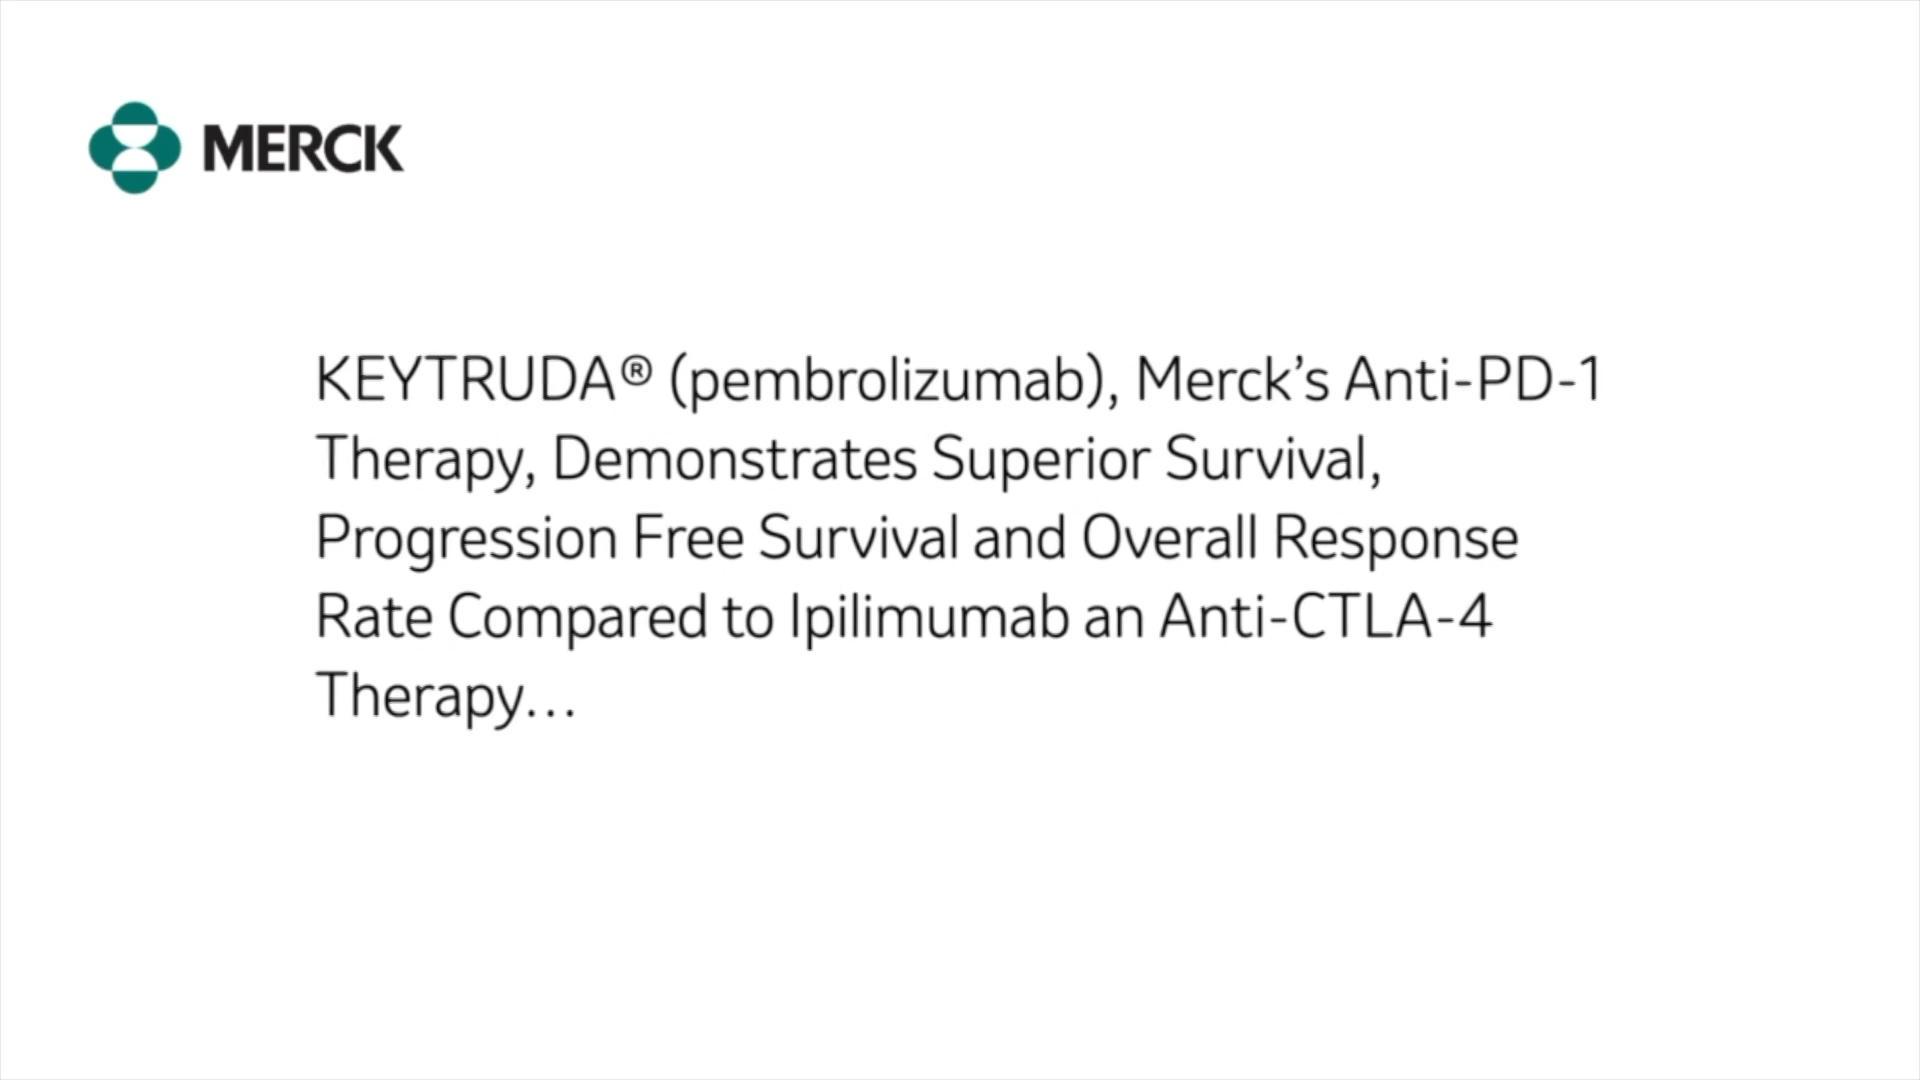 MERCK
KEYTRUDA® (pembrolizumab), Merck’s Anti-PD-1
Therapy, Demonstrates Superior Survival,
Progression Free Survival and Overall Response
Rate Compared to Ipilimumab an Anti-CTLA-4
Therapy...